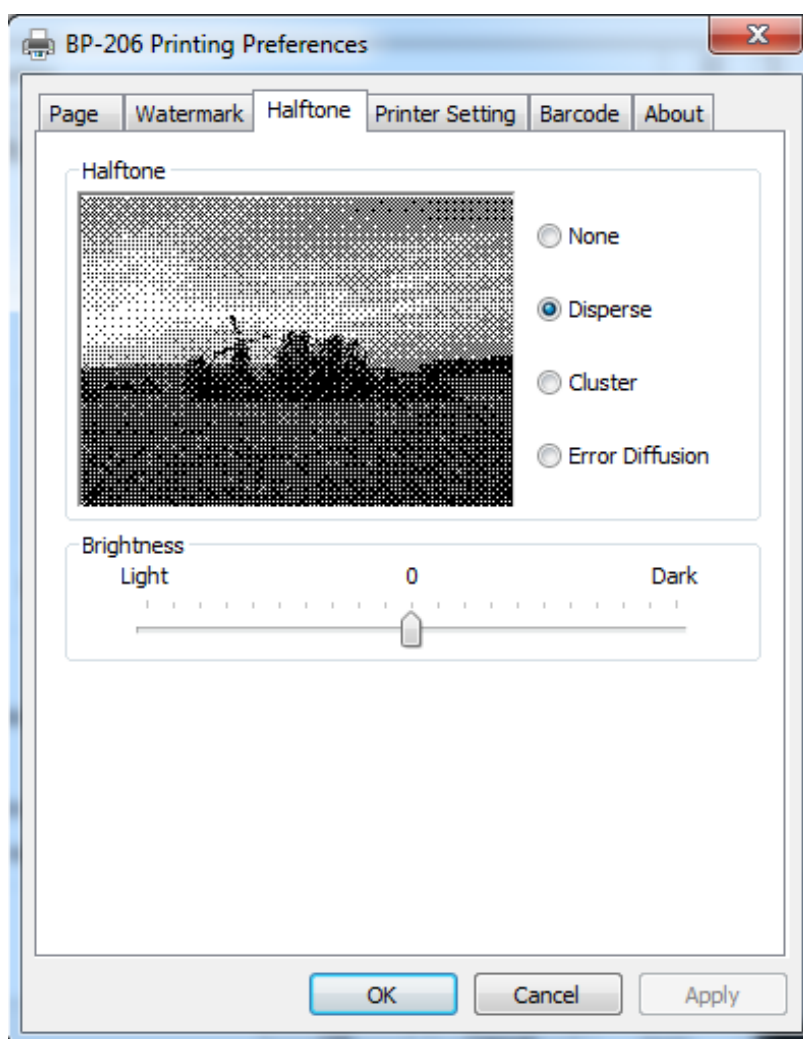 BP-206 Printing Preferences
Page Watermark Halftone Printer Setting Barcode About
Halftone
None
Disperse
Cluster
Error Diffusion
Brightness
Light 0 Dark
OK Cancel Apply